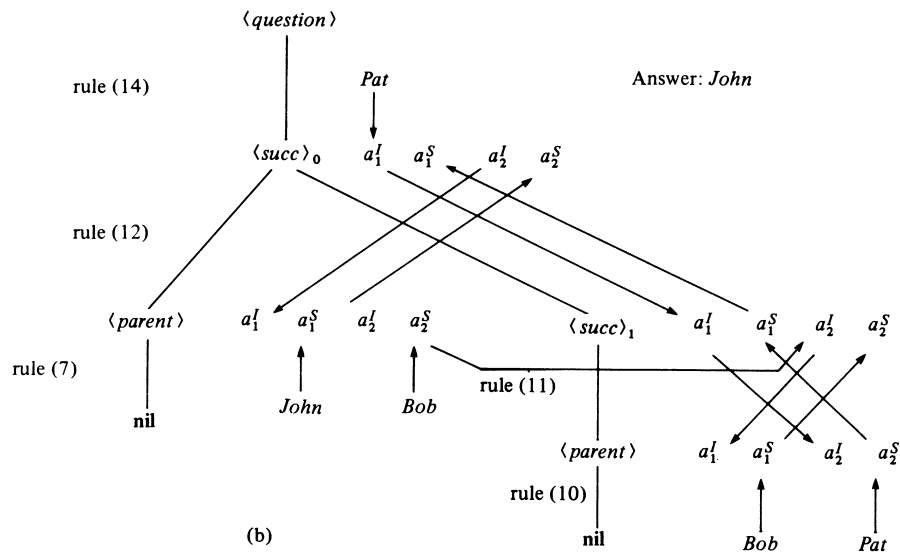 ⟨question⟩
rule (14) Pat Answer: John
⟨succ⟩₀ a₁ᴵ a₁ˢ a₂ᴵ a₂ˢ
rule (12)
⟨parent⟩ a₁ᴵ a₁ˢ a₂ᴵ a₂ˢ ⟨succ⟩₁ a₁ᴵ a₁ˢ a₂ᴵ a₂ˢ
rule (7) rule (11)
nil John Bob
⟨parent⟩ a₁ᴵ a₁ˢ a₂ᴵ a₂ˢ
rule (10)
(b) nil Bob Pat